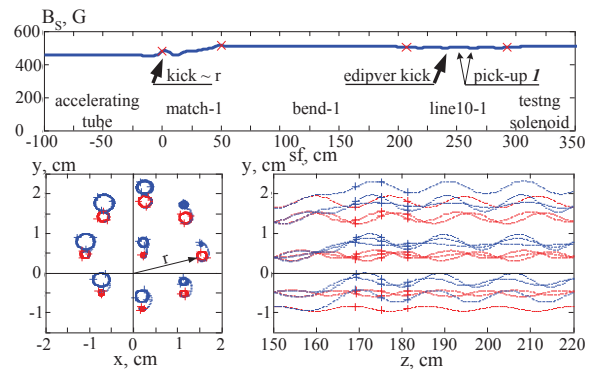 B_S, G
600
400
200
0
kick ~ r
edipver kick
pick-up 1
accelerating
tube
match-1
bend-1
line10-1
testng
solenoid
-100 -50 0 50 100 150 200 250 300 350
sf, cm
y, cm
2
1
0
-1
r
-2 -1 0 1 2
x, cm
y, cm
2
1
0
-1
150 160 170 180 190 200 210 220
z, cm